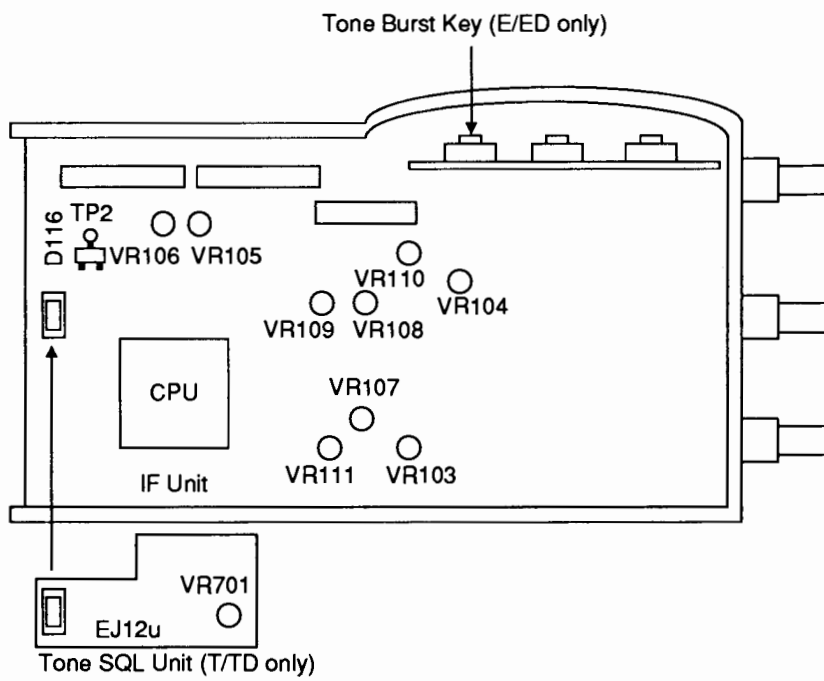 Tone Burst Key (E/ED only)
D116
TP2
VR106
VR105
VR110
VR104
VR109
VR108
CPU
VR107
VR111
VR103
IF Unit
VR701
EJ12u
Tone SQL Unit (T/TD only)